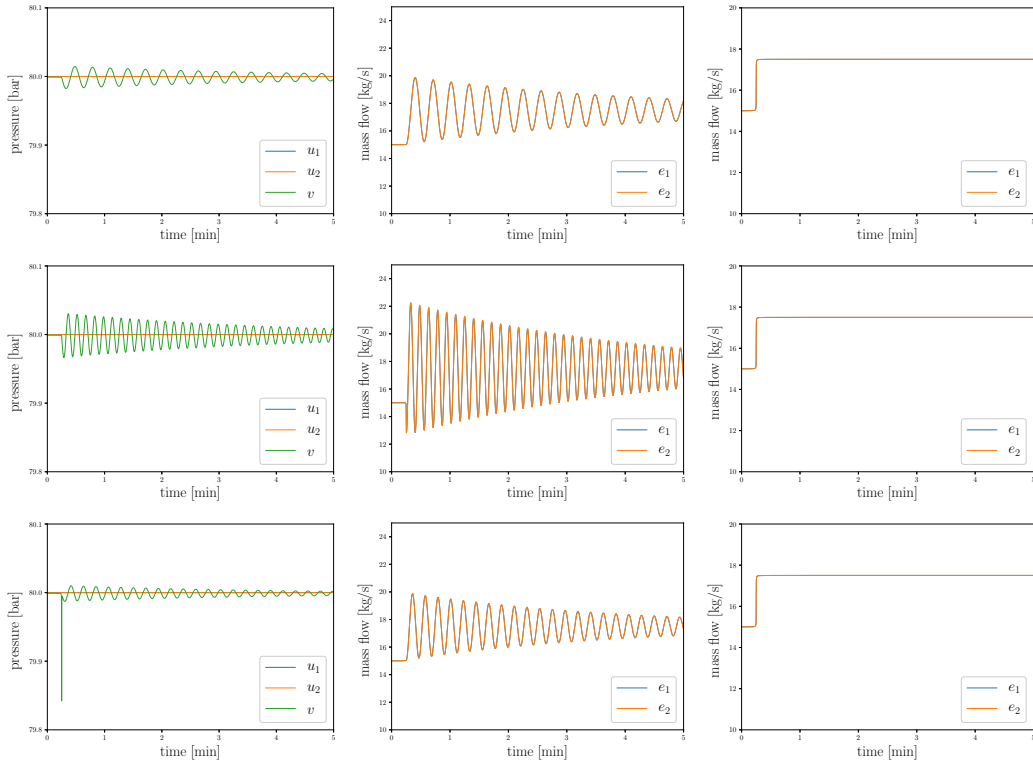 80.1
80.0
79.9
79.8
pressure [bar]
0 1 2 3 4 5
time [min]
u₁
u₂
v
24
22
20
18
16
14
12
10
mass flow [kg/s]
0 1 2 3 4 5
time [min]
e₁
e₂
20
18
16
14
12
10
mass flow [kg/s]
0 1 2 3 4 5
time [min]
e₁
e₂
80.1
80.0
79.9
79.8
pressure [bar]
0 1 2 3 4 5
time [min]
u₁
u₂
v
24
22
20
18
16
14
12
10
mass flow [kg/s]
0 1 2 3 4 5
time [min]
e₁
e₂
20
18
16
14
12
10
mass flow [kg/s]
0 1 2 3 4 5
time [min]
e₁
e₂
80.1
80.0
79.9
79.8
pressure [bar]
0 1 2 3 4 5
time [min]
u₁
u₂
v
24
22
20
18
16
14
12
10
mass flow [kg/s]
0 1 2 3 4 5
time [min]
e₁
e₂
20
18
16
14
12
10
mass flow [kg/s]
0 1 2 3 4 5
time [min]
e₁
e₂